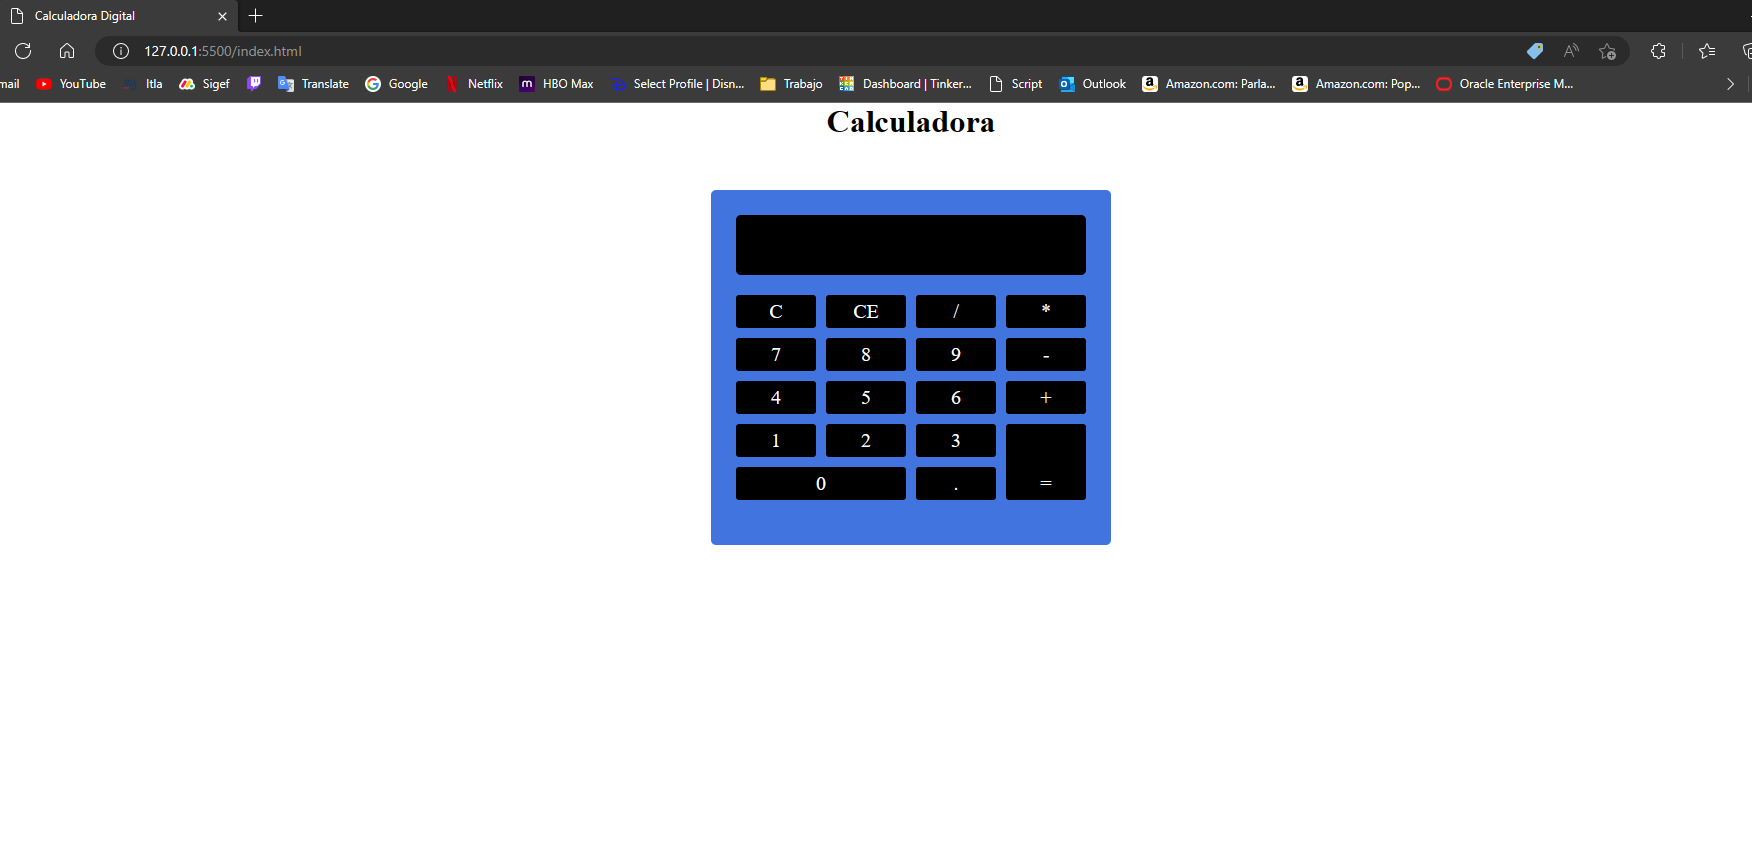 Calculadora Digital
127.0.0.1:5500/index.html
mail YouTube Itla Sigef Translate Google Netflix HBO Max Select Profile | Disn... Trabajo Dashboard | Tinker... Script Outlook Amazon.com: Parla... Amazon.com: Pop... Oracle Enterprise M...
Calculadora
C CE / *
7 8 9 -
4 5 6 +
1 2 3
0 . =